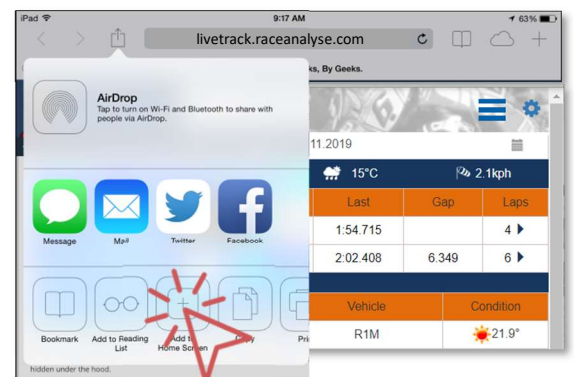 iPad 9:17 AM 63%
livetrack.raceanalyse.com
ks, By Geeks.
AirDrop
Tap to turn on Wi-Fi and Bluetooth to share with
people via AirDrop.
11.2019
15°C 2.1kph
Last Gap Laps
1:54.715 4
2:02.408 6.349 6
Message Mail Twitter Facebook
Vehicle Condition
R1M 21.9°
Bookmark Add to Reading List Add to Home Screen Copy Pri
hidden under the hood.